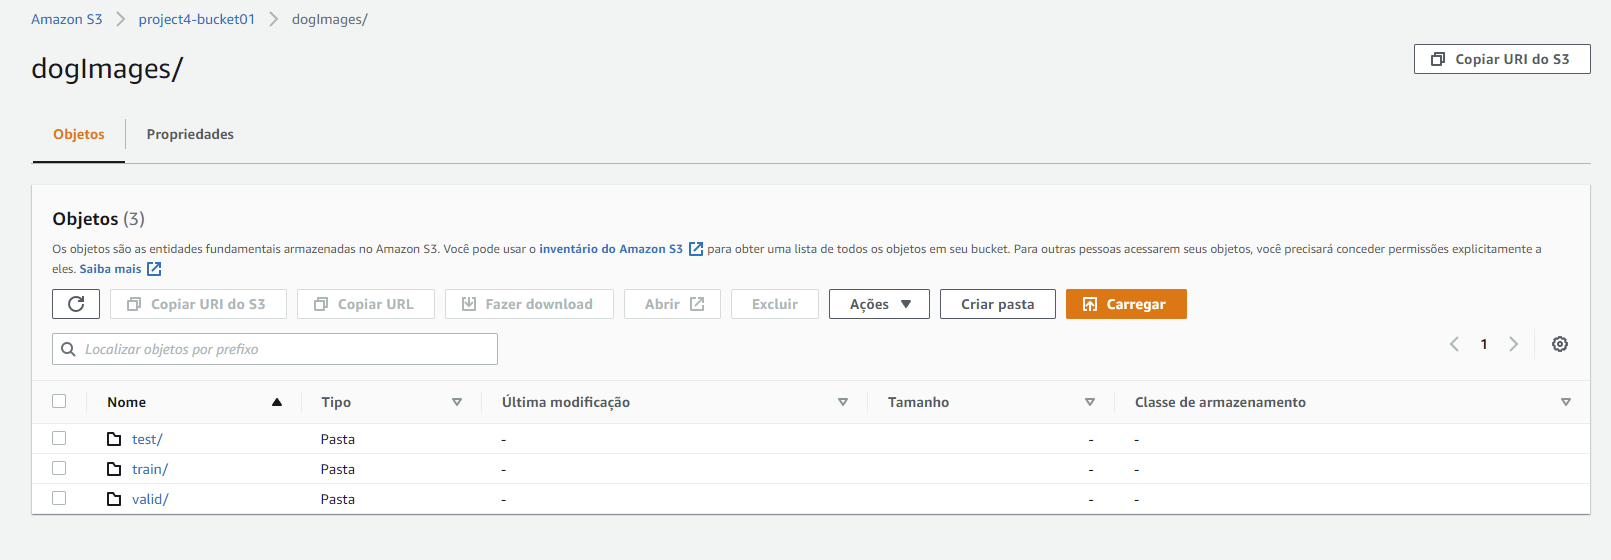 Amazon S3 > project4-bucket01 > dogImages/
dogImages/
Copiar URI do S3
Objetos
Propriedades
Objetos (3)
Os objetos são as entidades fundamentais armazenadas no Amazon S3. Você pode usar o inventário do Amazon S3 para obter uma lista de todos os objetos em seu bucket. Para outras pessoas acessarem seus objetos, você precisará conceder permissões explicitamente a
eles. Saiba mais
Copiar URI do S3 Copiar URL Fazer download Abrir Excluir Ações Criar pasta Carregar
Localizar objetos por prefixo
1
Nome Tipo Última modificação Tamanho Classe de armazenamento
test/ Pasta - - -
train/ Pasta - - -
valid/ Pasta - - -